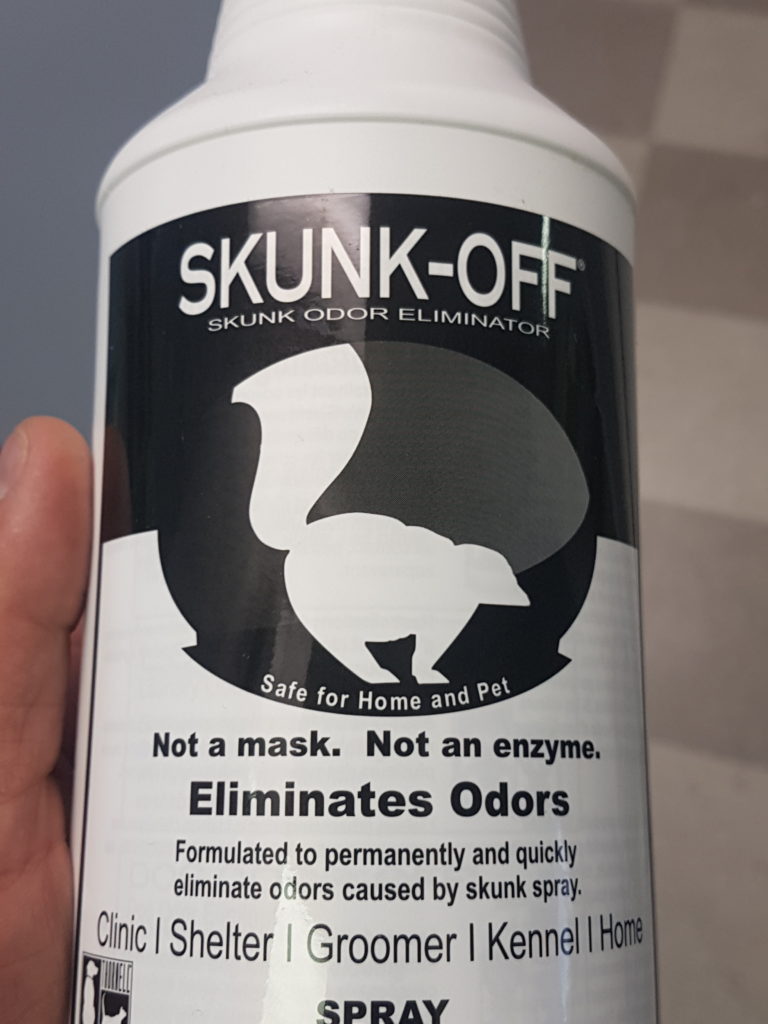 SKUNK-OFF®
SKUNK ODOR ELIMINATOR
Safe for Home and Pet
Not a mask. Not an enzyme.
Eliminates Odors
Formulated to permanently and quickly
eliminate odors caused by skunk spray.
Clinic | Shelter | Groomer | Kennel | Home
THORNELL
SPRAY